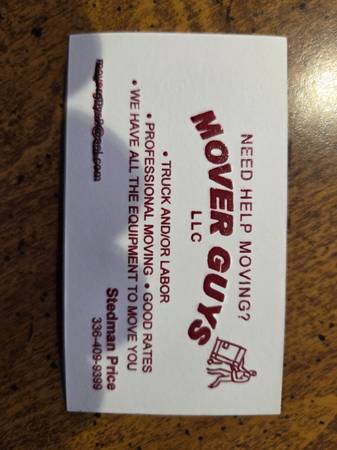 NEED HELP MOVING?
MOVER GUYS
LLC
• TRUCK AND/OR LABOR
• PROFESSIONAL MOVING • GOOD RATES
• WE HAVE ALL THE EQUIPMENT TO MOVE YOU
Stedman Price
336-409-9399